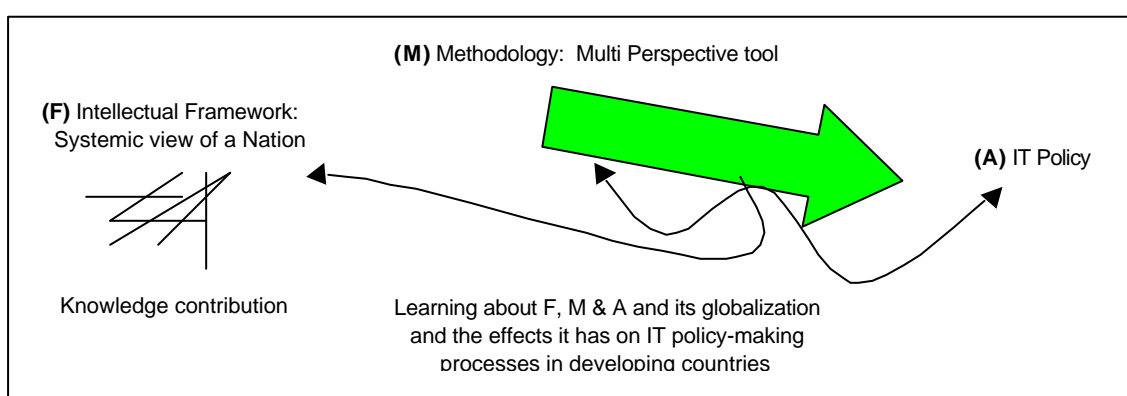 (M) Methodology: Multi Perspective tool
(F) Intellectual Framework:
Systemic view of a Nation
(A) IT Policy
Knowledge contribution
Learning about F, M & A and its globalization
and the effects it has on IT policy-making
processes in developing countries